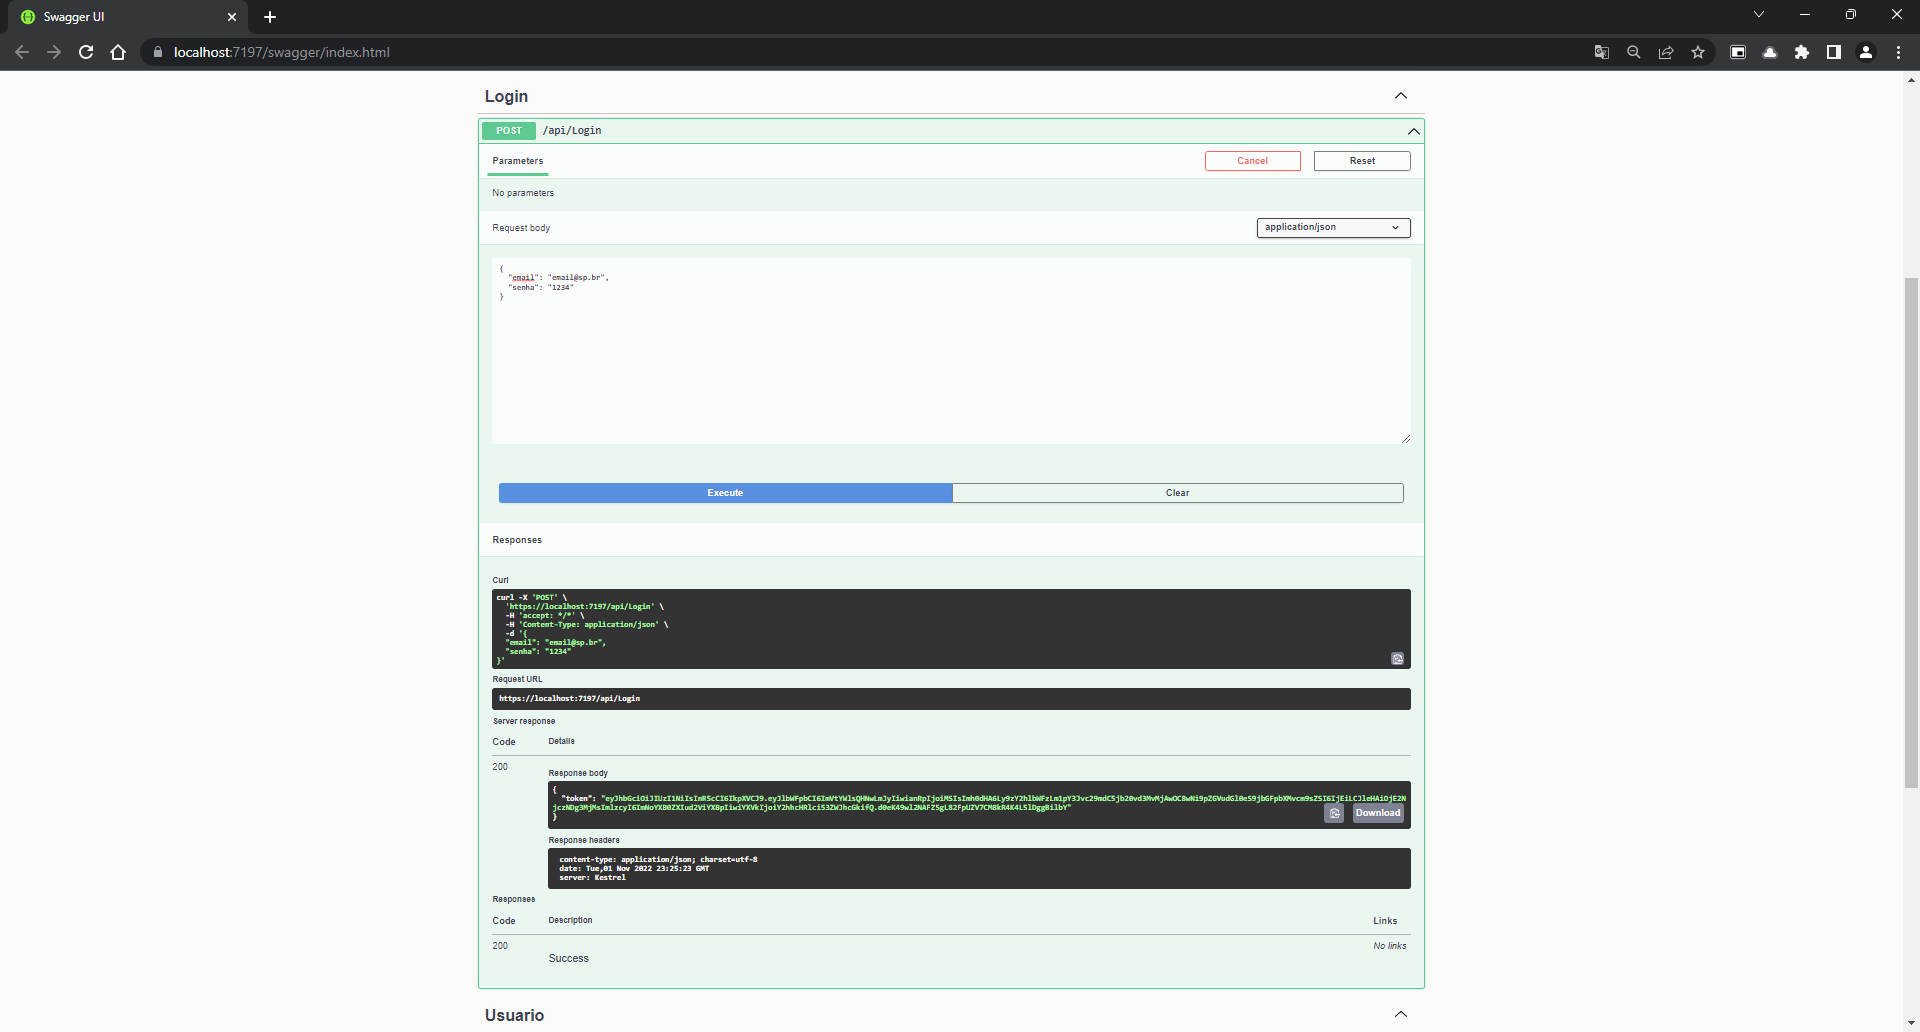 Swagger UI
localhost:7197/swagger/index.html
Login
POST /api/Login
Parameters
Cancel
Reset
No parameters
Request body
application/json
{
"email": "email@sp.br",
"senha": "1234"
}
Execute
Clear
Responses
Curl
curl -X 'POST' \
'https://localhost:7197/api/Login' \
-H 'accept: */*' \
-H 'Content-Type: application/json' \
-d '{
"email": "email@sp.br",
"senha": "1234"
}'
Request URL
https://localhost:7197/api/Login
Server response
Code Details
200
Response body
{
"token":
Download
}
Response headers
content-type: application/json; charset=utf-8
date: Tue,01 Nov 2022 23:25:23 GMT
server: Kestrel
Responses
Code Description Links
200 No links
Success
Usuario